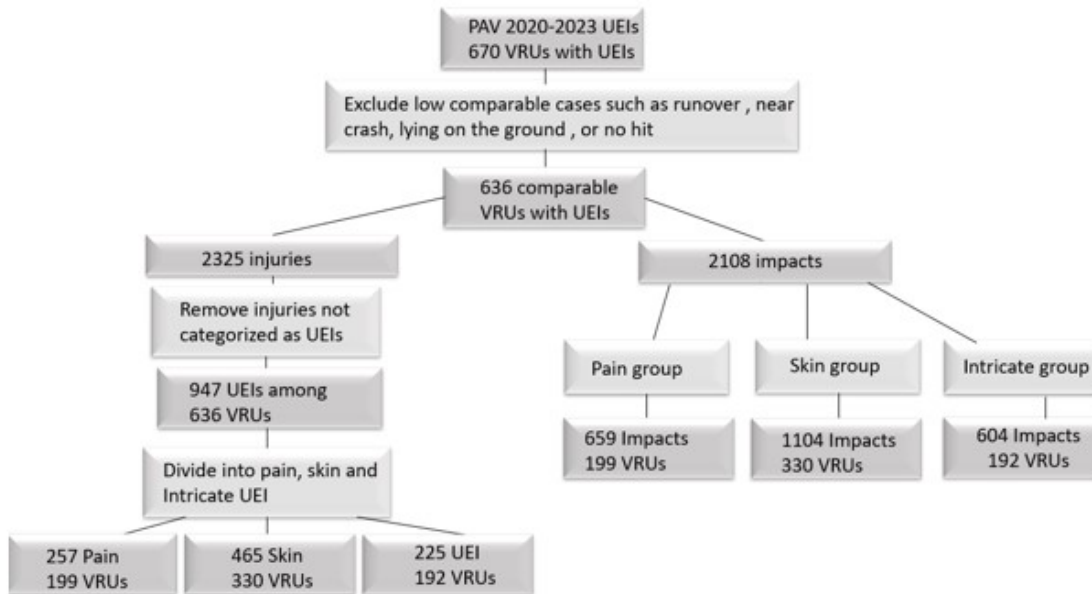 PAV 2020-2023 UEIs
670 VRUs with UEIs
Exclude low comparable cases such as runover , near
crash, lying on the ground , or no hit
636 comparable
VRUs with UEIs
2325 injuries
2108 impacts
Remove injuries not
categorized as UEIs
Pain group
Skin group
Intricate group
947 UEIs among
636 VRUs
659 Impacts
199 VRUs
1104 Impacts
330 VRUs
604 Impacts
192 VRUs
Divide into pain, skin and
Intricate UEI
257 Pain
199 VRUs
465 Skin
330 VRUs
225 UEI
192 VRUs